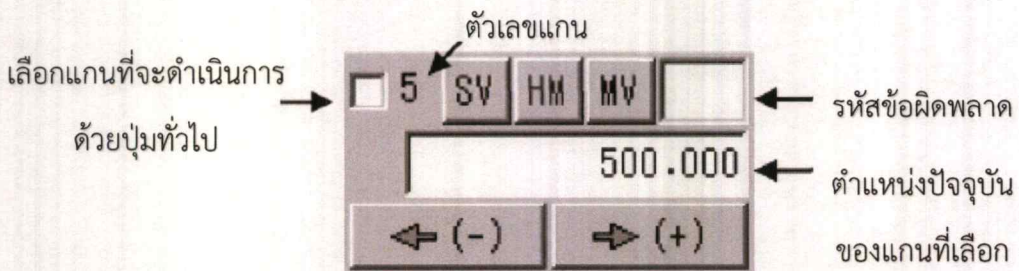 ตัวเลขแกน
เลือกแกนที่จะดำเนินการ
ด้วยปุ่มทั่วไป
5 SV HM MV
รหัสข้อผิดพลาด
500.000
ตำแหน่งปัจจุบัน
ของแกนที่เลือก
(-) (+)